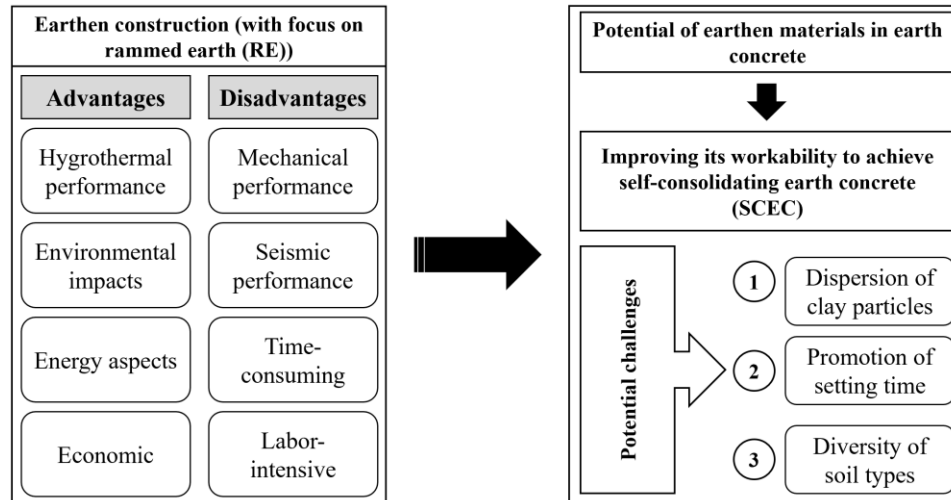 Earthen construction (with focus on
rammed earth (RE))
Advantages
Disadvantages
Hygrothermal
performance
Mechanical
performance
Environmental
impacts
Seismic
performance
Energy aspects
Time-
consuming
Economic
Labor-
intensive
Potential of earthen materials in earth
concrete
Improving its workability to achieve
self-consolidating earth concrete
(SCEC)
Potential challenges
1
Dispersion of
clay particles
2
Promotion of
setting time
3
Diversity of
soil types